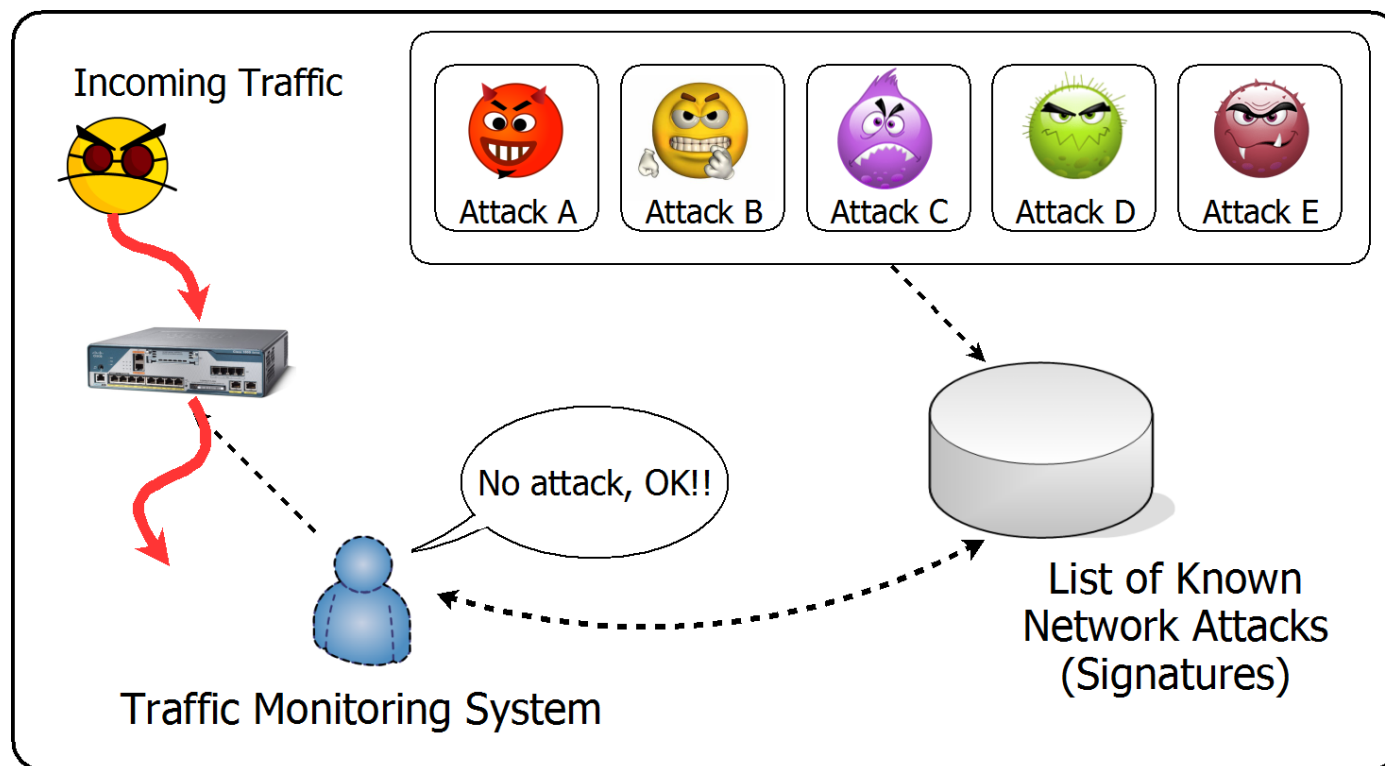 Incoming Traffic
Attack A
Attack B
Attack C
Attack D
Attack E
No attack, OK!!
List of Known
Network Attacks
(Signatures)
Traffic Monitoring System